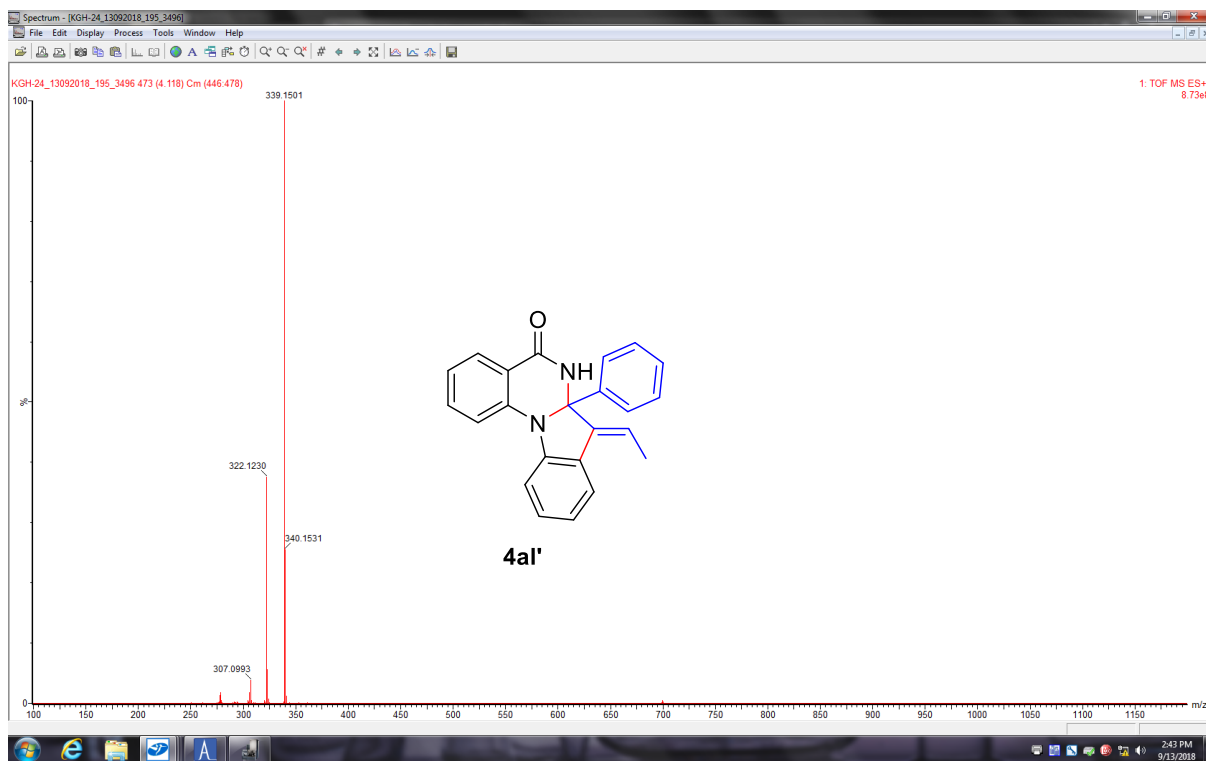 Spectrum - [KGH-24_13092018_195_3496]
File Edit Display Process Tools Window Help
KGH-24_13092018_195_3496 473 (4.118) Cm (446:478)
1: TOF MS ES+
339.1501
100
%
O
NH
N
322.1230
340.1531
4al'
307.0993
0
m/z
100 150 200 250 300 350 400 450 500 550 600 650 700 750 800 850 900 950 1000 1050 1100 1150
2:43 PM
9/13/2018